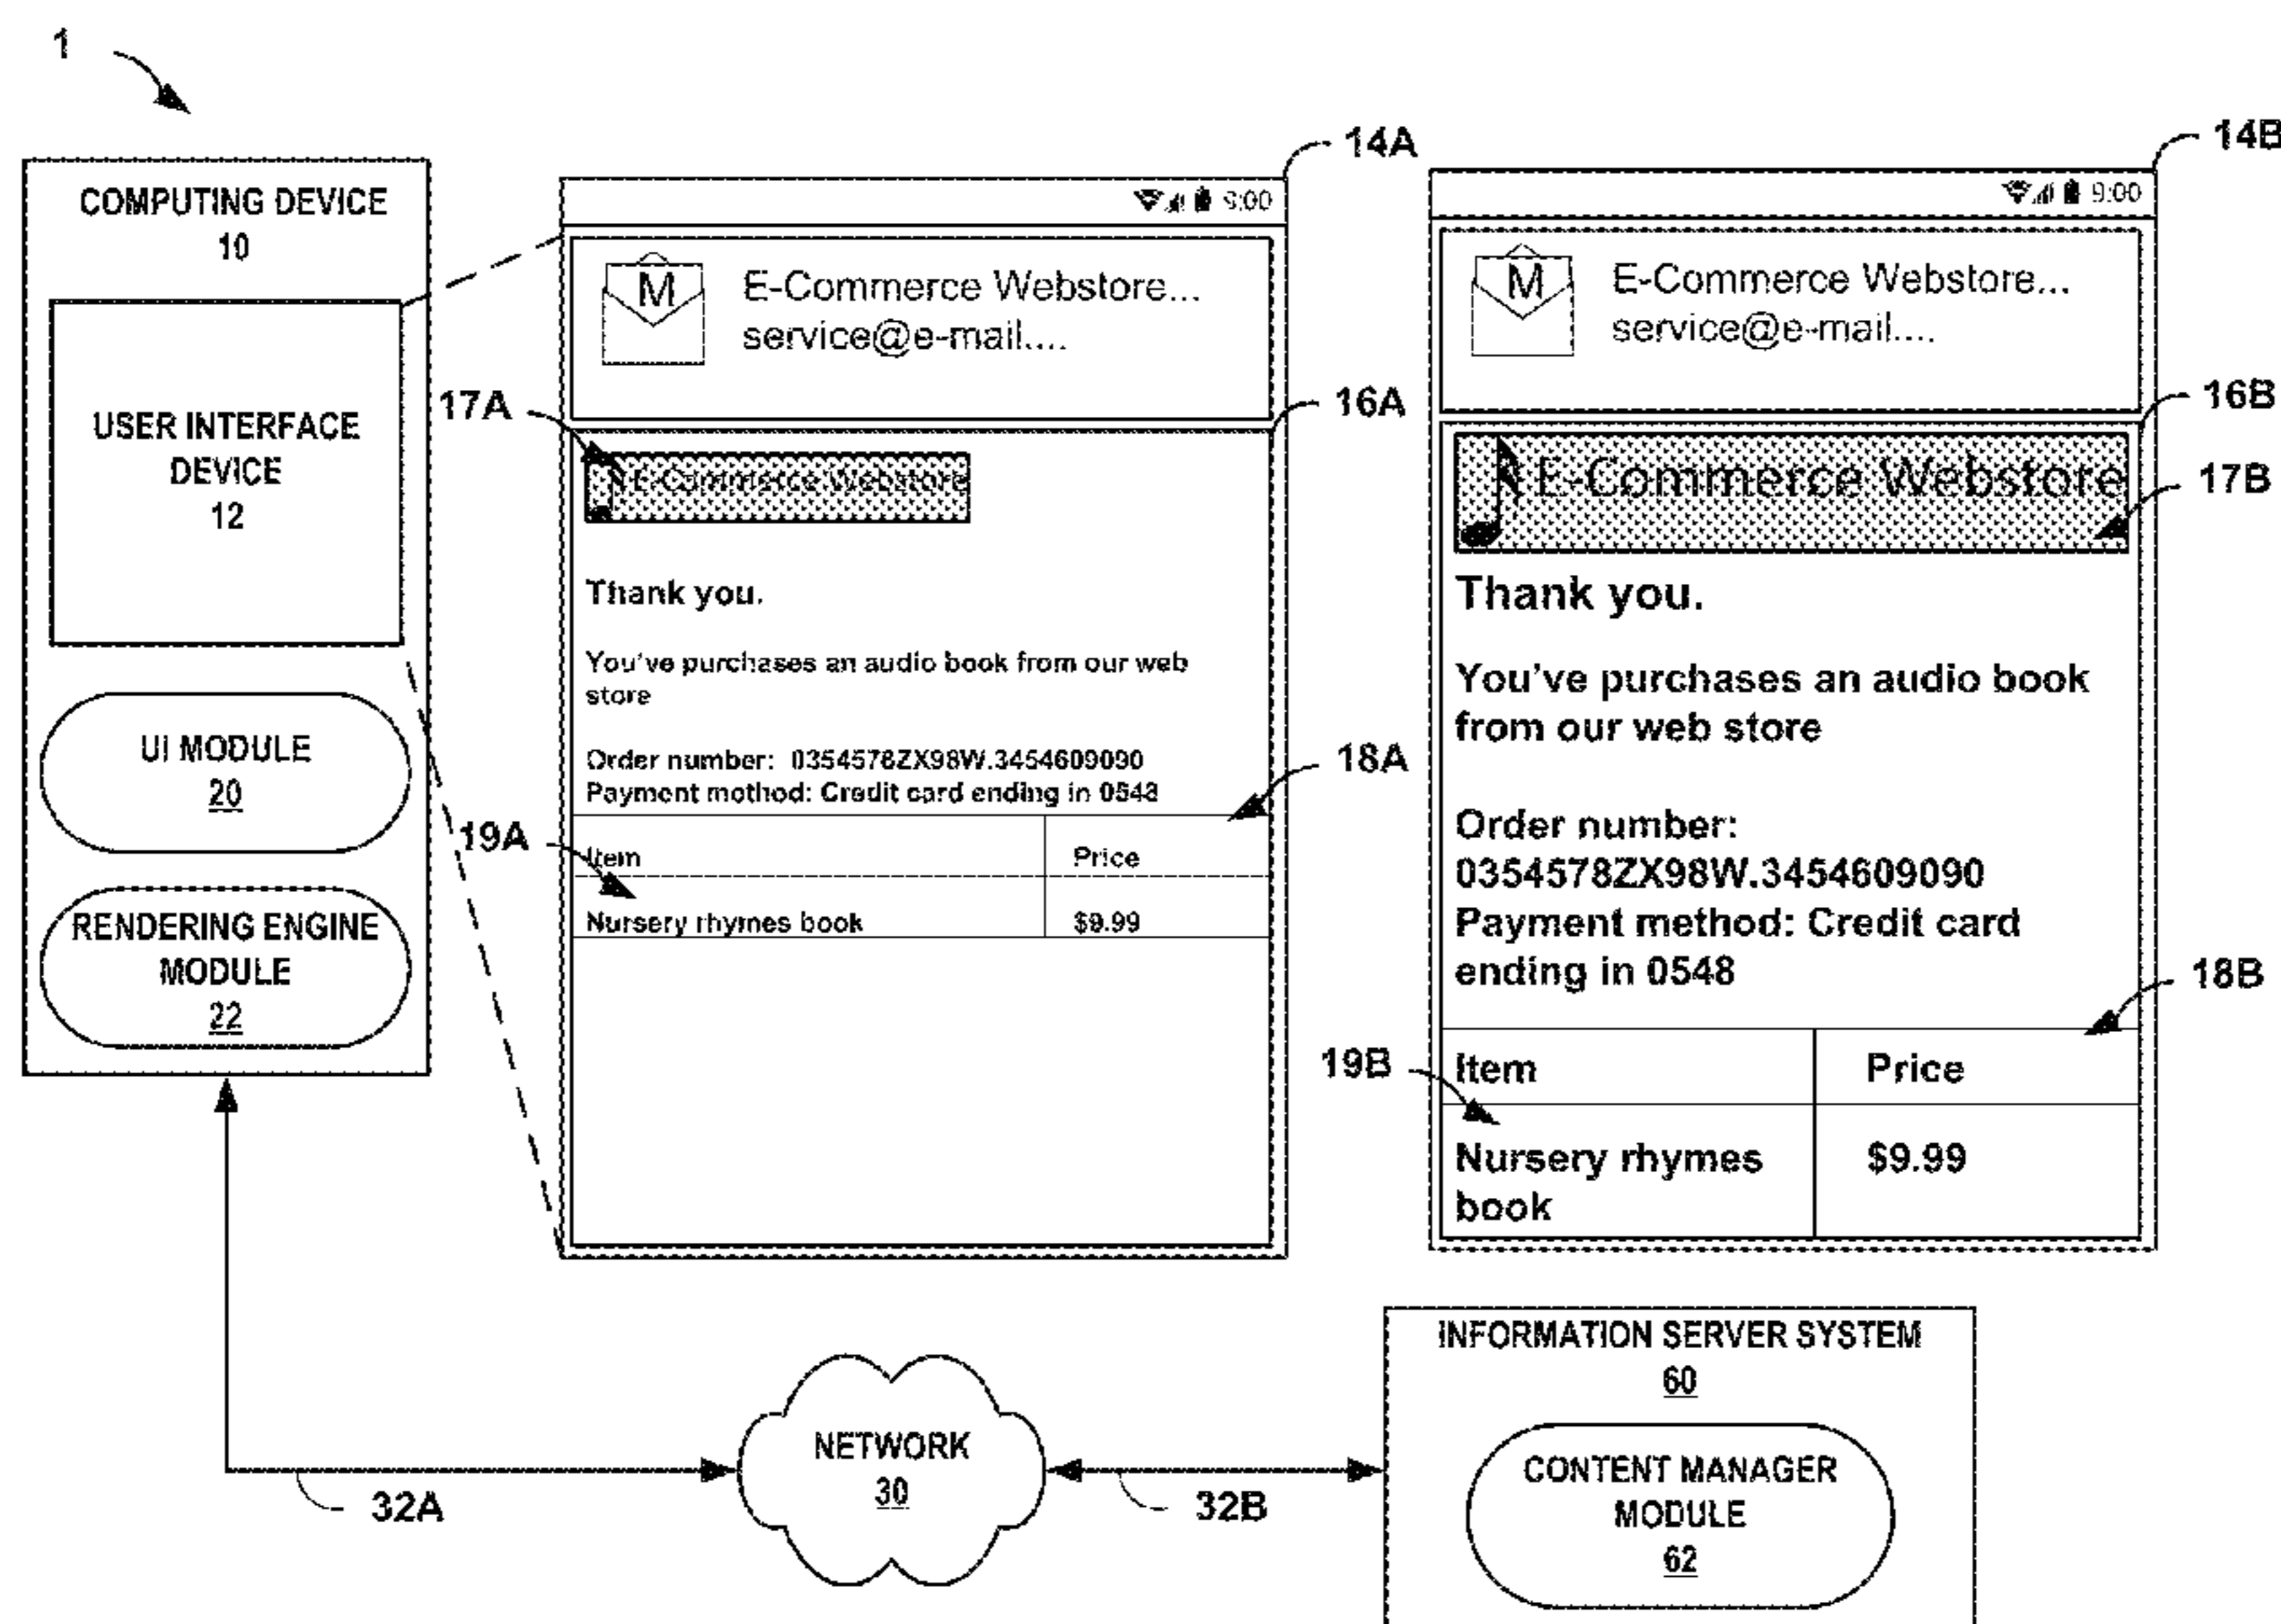 1
COMPUTING DEVICE
10
USER INTERFACE
DEVICE
12
UI MODULE
20
RENDERING ENGINE
MODULE
22
14A
9:00
E-Commerce Webstore...
service@e-mail....
17A
16A
E-Commerce Webstore
Thank you.
You've purchases an audio book from our web
store
Order number: 0354578ZX98W.3454609090
Payment method: Credit card ending in 0548
18A
19A
Item Price
Nursery rhymes book $9.99
14B
9:00
E-Commerce Webstore...
service@e-mail....
16B
E-Commerce Webstore
17B
Thank you.
You've purchases an audio book
from our web store
Order number:
0354578ZX98W.3454609090
Payment method: Credit card
ending in 0548
18B
19B
Item Price
Nursery rhymes $9.99
book
32A
NETWORK
30
32B
INFORMATION SERVER SYSTEM
60
CONTENT MANAGER
MODULE
62